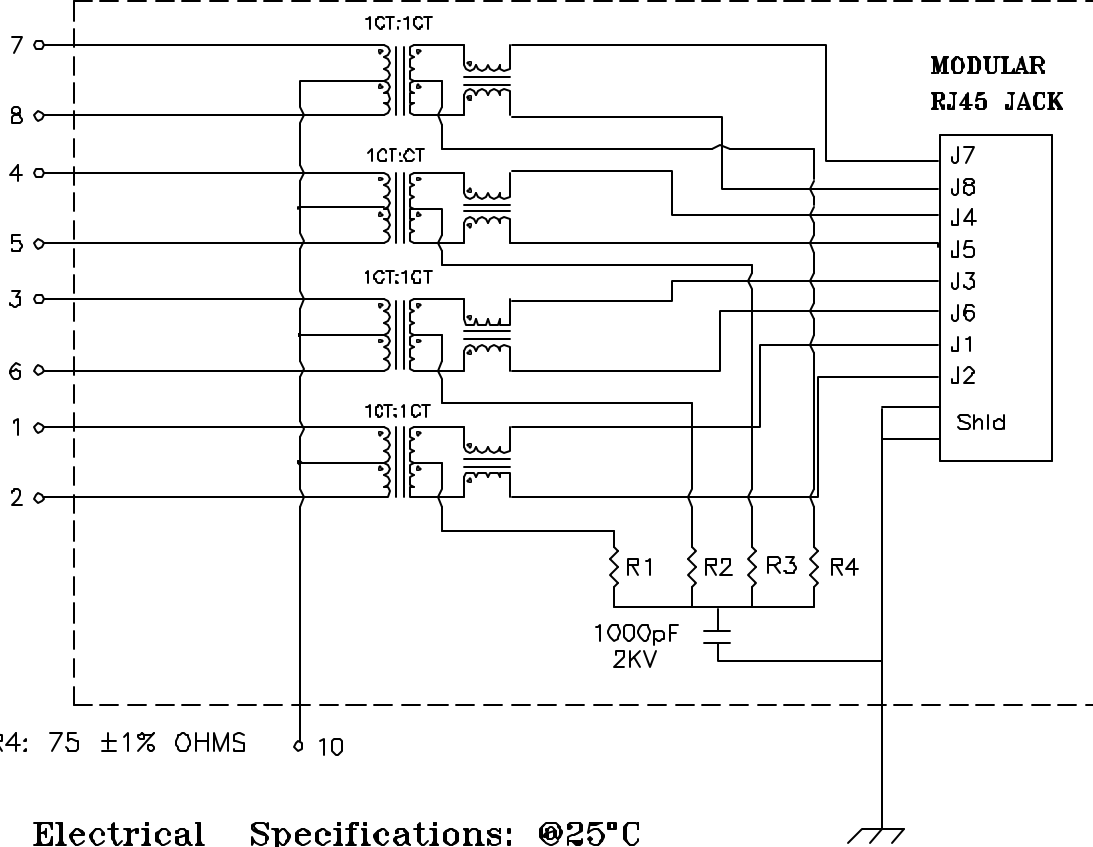 1CT:1CT
7
MODULAR
RJ45 JACK
8
J7
1CT:CT
4
J8
J4
5
J5
1CT:1CT
J3
3
J6
J1
6
J2
1CT:1CT
1
Shld
2
R1
R2
R3
R4
1000pF
2KV
R4: 75 ±1% OHMS
10
Electrical Specifications: @25°C